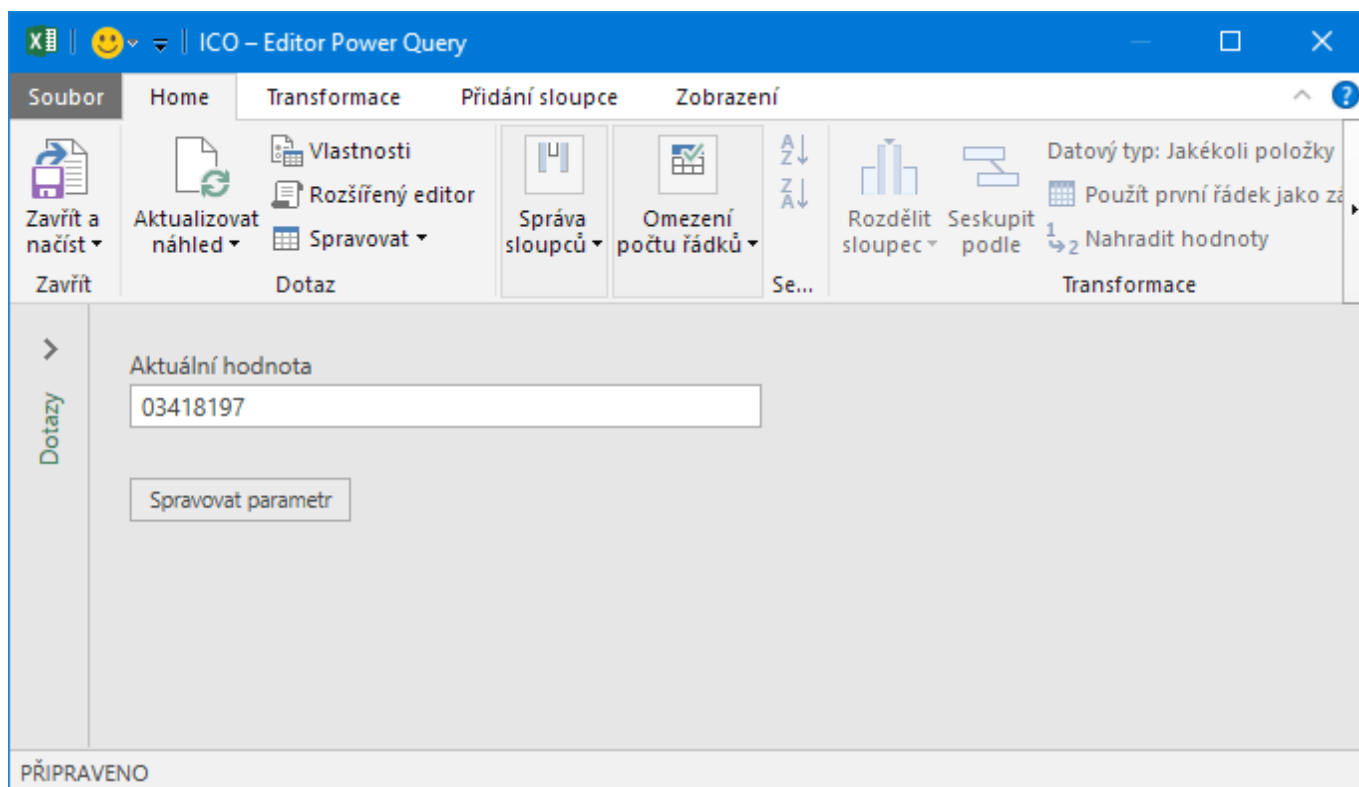 ICO – Editor Power Query
Soubor Home Transformace Přidání sloupce Zobrazení
Zavřít a načíst
Aktualizovat náhled
Vlastnosti
Rozšířený editor
Spravovat
Správa sloupců
Omezení počtu řádků
Rozdělit sloupec
Seskupit podle
Datový typ: Jakékoli položky
Použít první řádek jako zá
Nahradit hodnoty
Zavřít Dotaz Se... Transformace
Dotazy
Aktuální hodnota
03418197
Spravovat parametr
PŘIPRAVENO